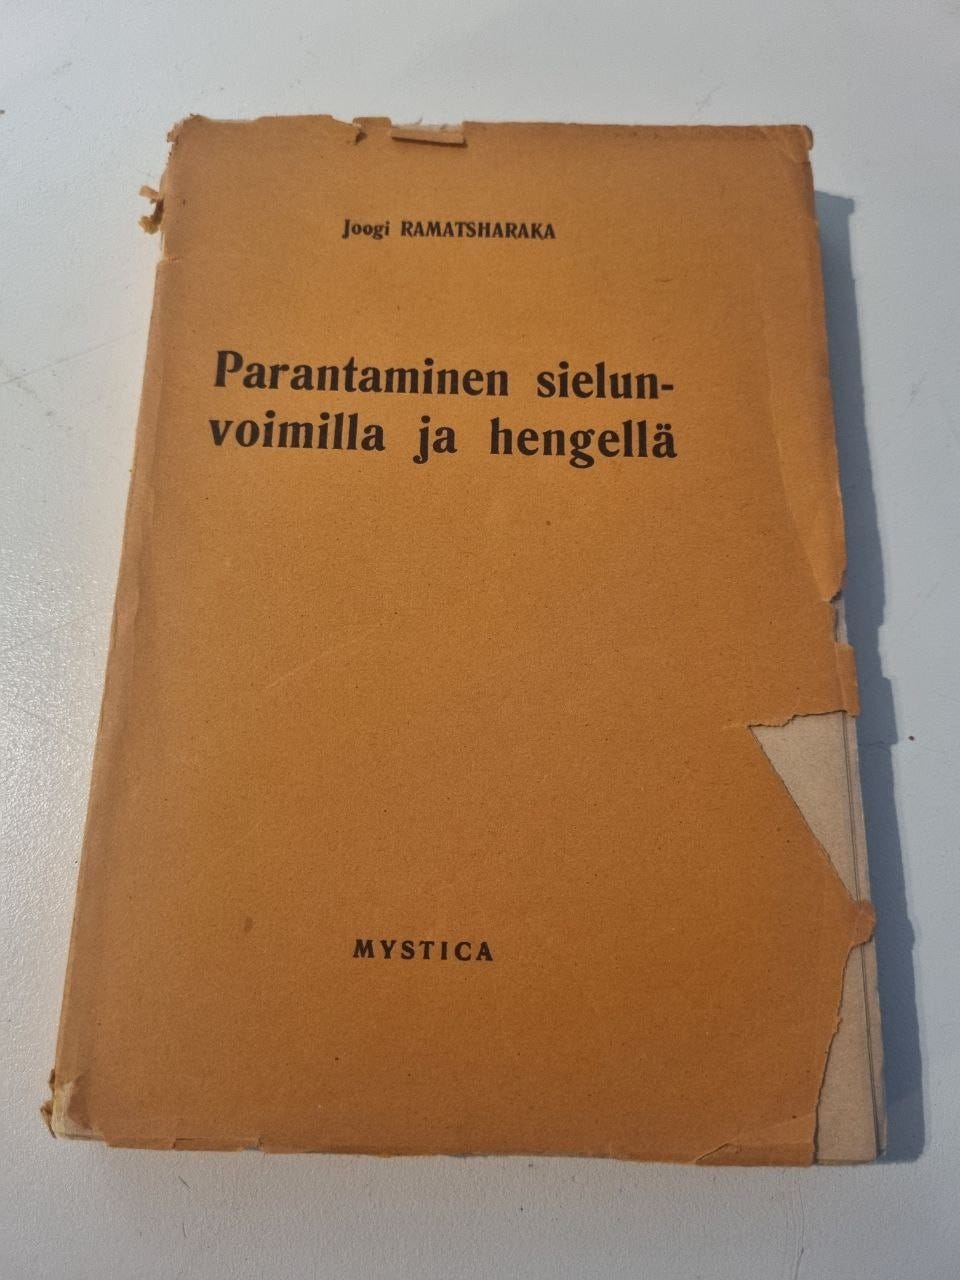 Joogi RAMATSHARAKA
Parantaminen sielun-
voimilla ja hengellä
MYSTICA